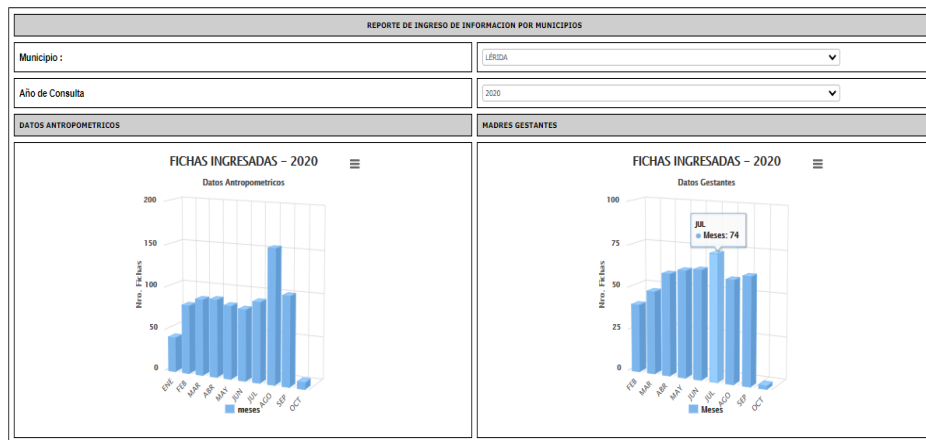 REPORTE DE INGRESO DE INFORMACION POR MUNICIPIOS
Municipio :
LÉRIDA
Año de Consulta
2020
DATOS ANTROPOMETRICOS
MADRES GESTANTES
FICHAS INGRESADAS - 2020
Datos Antropometricos
Nro. Fichas
200
150
100
50
0
ENE
FEB
MAR
ABR
MAY
JUN
JUL
AGO
SEP
OCT
meses
FICHAS INGRESADAS - 2020
Datos Gestantes
Nro. Fichas
100
75
50
25
0
JUL
Meses: 74
FEB
MAR
ABR
MAY
JUN
JUL
AGO
SEP
OCT
Meses